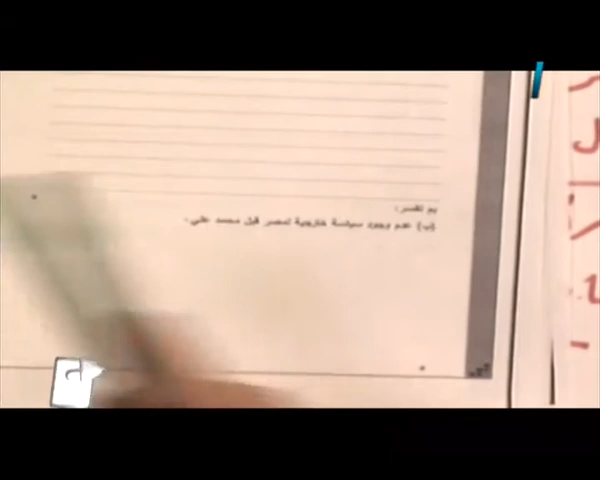 بم تفسر:
(ب) عدم وجود سياسة خارجية لمصر قبل محمد علي.